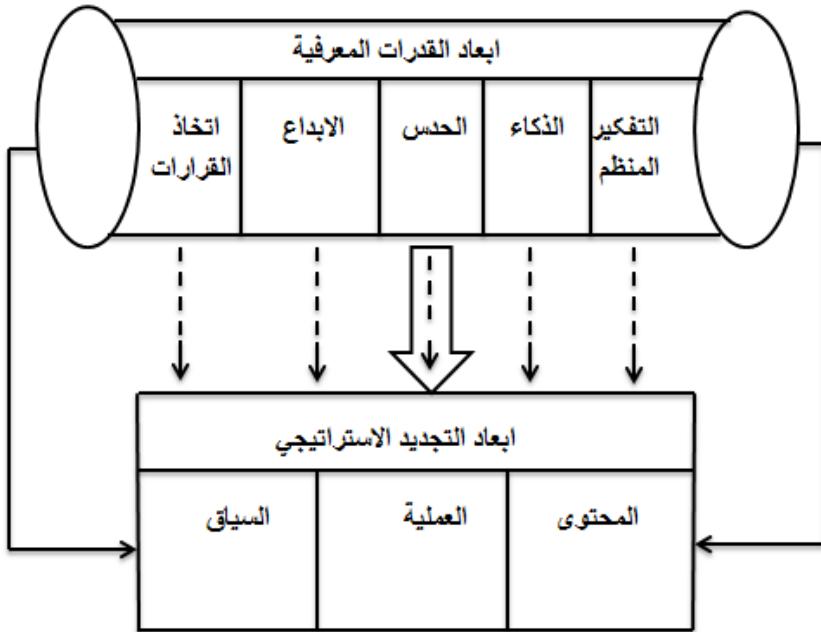 ابعاد القدرات المعرفية
التفكير
المنظم
الذكاء
الحدس
الابداع
اتخاذ
القرارات
ابعاد التجديد الاستراتيجي
المحتوى
العملية
السياق